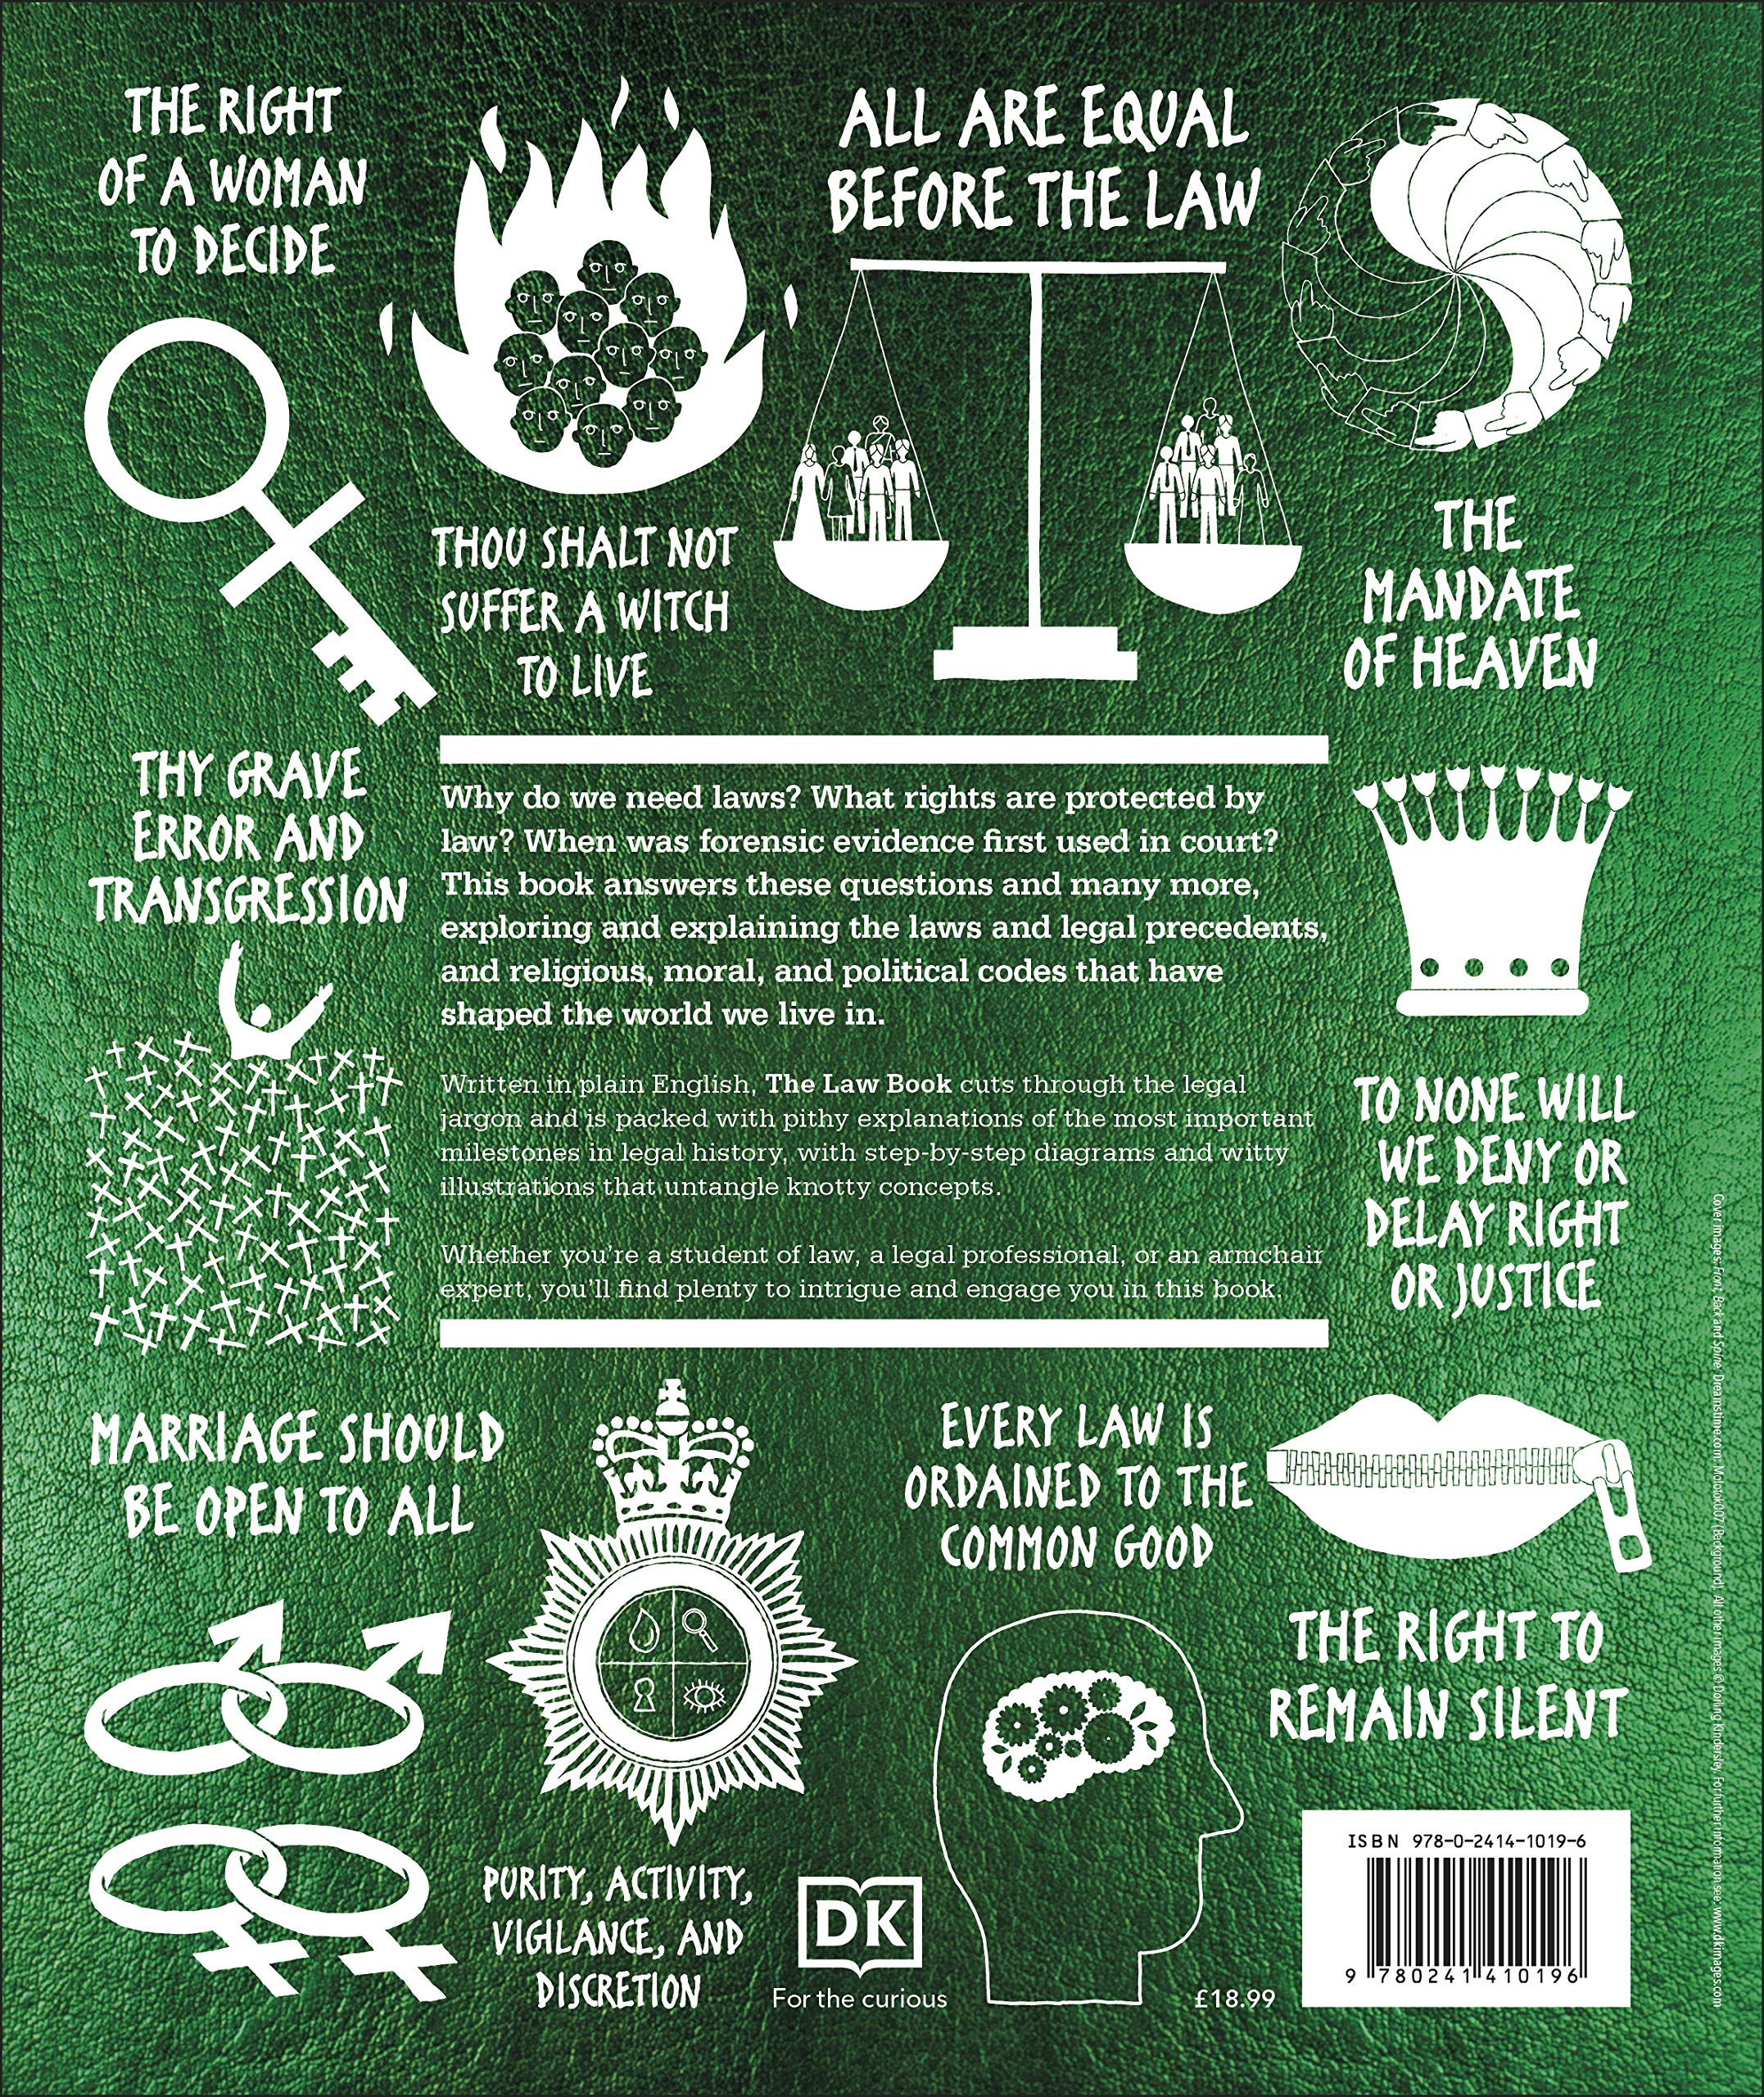 THE RIGHT
OF A WOMAN
TO DECIDE
THOU SHALT NOT
SUFFER A WITCH
TO LIVE
ALL ARE EQUAL
BEFORE THE LAW
THE
MANDATE
OF HEAVEN
THY GRAVE
ERROR AND
TRANSGRESSION
Why do we need laws? What rights are protected by
law? When was forensic evidence first used in court?
This book answers these questions and many more,
exploring and explaining the laws and legal precedents,
and religious, moral, and political codes that have
shaped the world we live in.
Written in plain English, The Law Book cuts through the legal
jargon and is packed with pithy explanations of the most important
milestones in legal history, with step-by-step diagrams and witty
illustrations that untangle knotty concepts.
Whether you're a student of law, a legal professional, or an armchair
expert, you'll find plenty to intrigue and engage you in this book.
TO NONE WILL
WE DENY OR
DELAY RIGHT
OR JUSTICE
MARRIAGE SHOULD
BE OPEN TO ALL
EVERY LAW IS
ORDAINED TO THE
COMMON GOOD
THE RIGHT TO
REMAIN SILENT
PURITY, ACTIVITY,
VIGILANCE, AND
DISCRETION
DK
For the curious
£18.99
ISBN 978-0-2414-1019-6
9 780241 410196
Cover images: Front, Back and Spine: Dreamstime.com: Molotok007 (Background). All other images © Dorling Kindersley. For further information see: www.dkimages.com